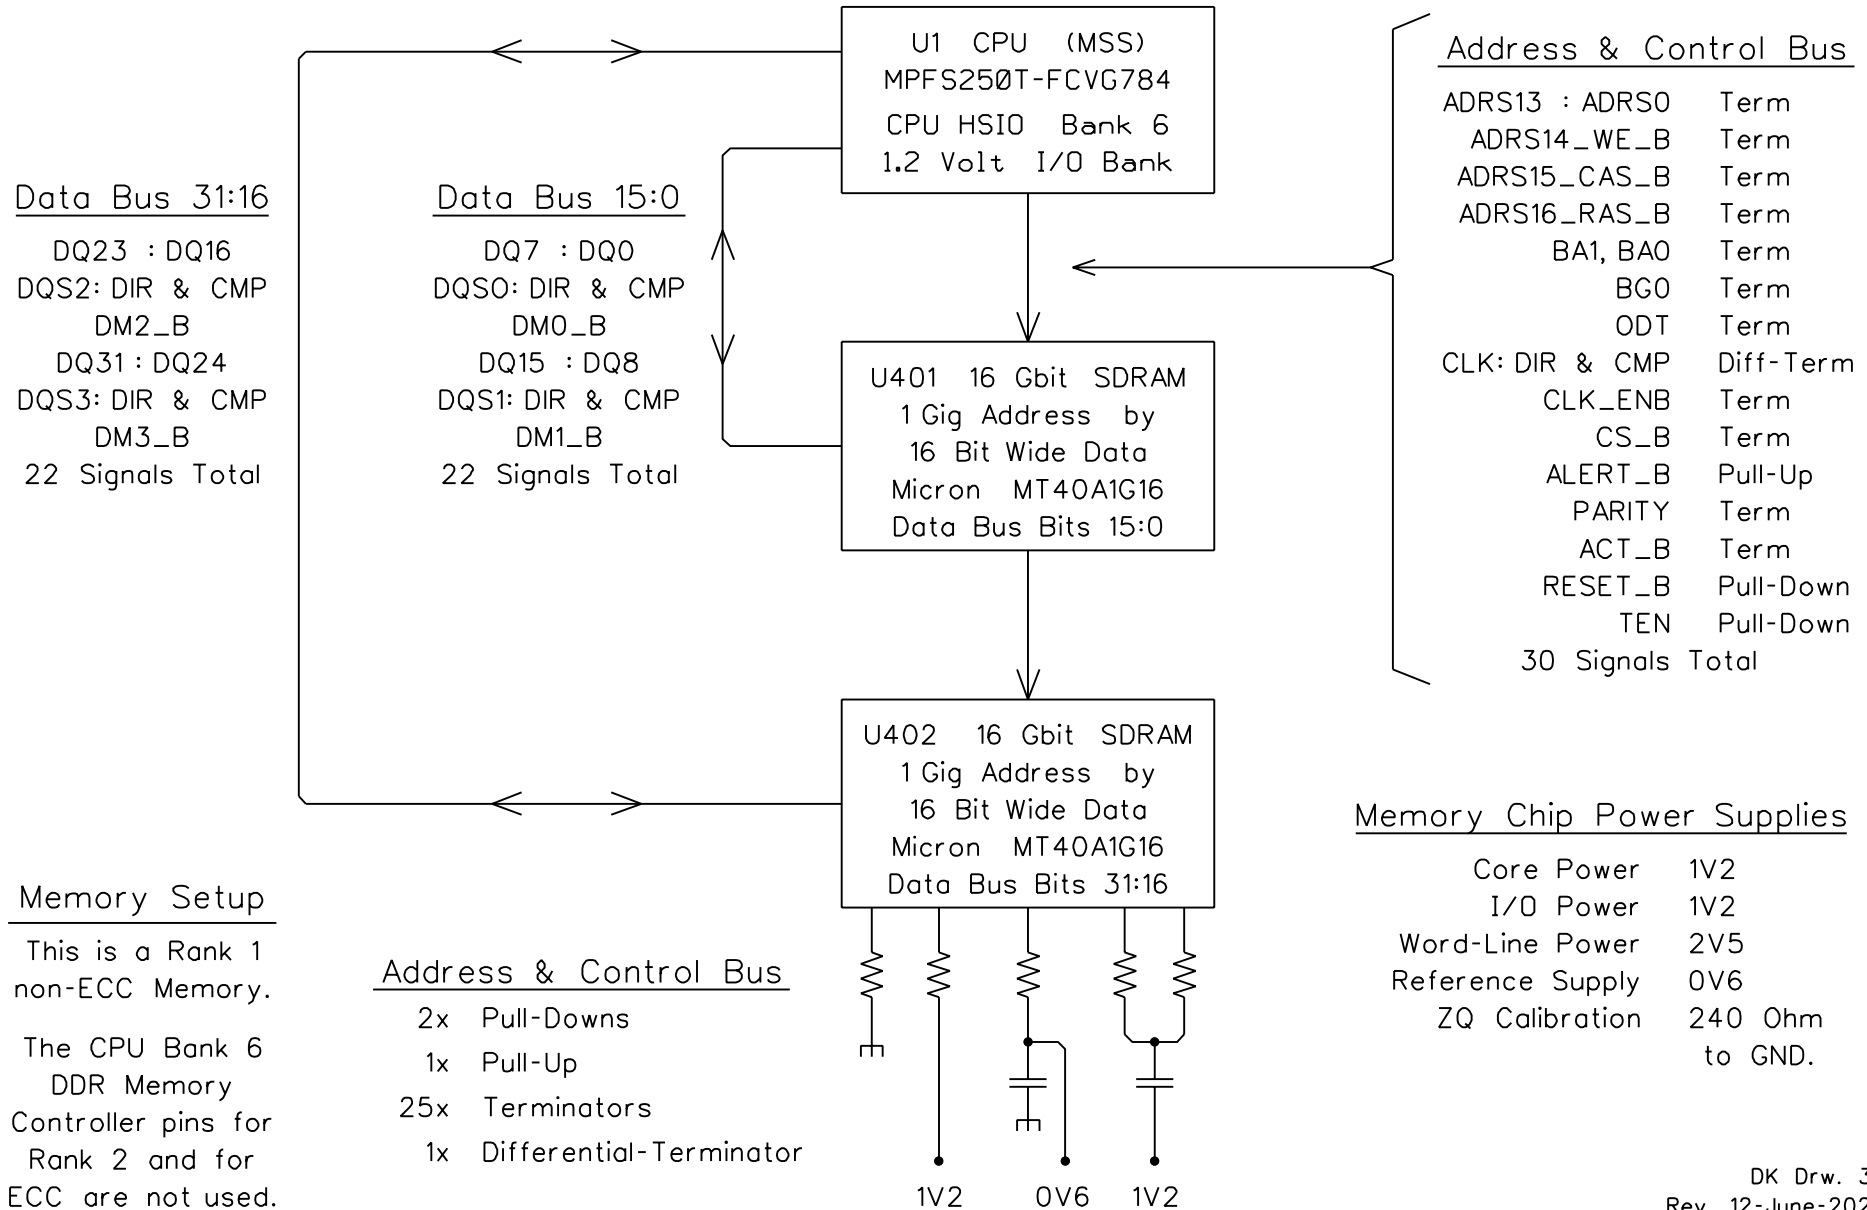 U1 CPU (MSS)
MPFS250T-FCVG784
CPU HSIO Bank 6
1.2 Volt I/O Bank
Address & Control Bus
ADRS13 : ADRS0 Term
ADRS14_WE_B Term
ADRS15_CAS_B Term
ADRS16_RAS_B Term
BA1, BA0 Term
BG0 Term
ODT Term
CLK: DIR & CMP Diff-Term
CLK_ENB Term
CS_B Term
ALERT_B Pull-Up
PARITY Term
ACT_B Term
RESET_B Pull-Down
TEN Pull-Down
30 Signals Total
Data Bus 31:16
DQ23 : DQ16
DQS2: DIR & CMP
DM2_B
DQ31 : DQ24
DQS3: DIR & CMP
DM3_B
22 Signals Total
Data Bus 15:0
DQ7 : DQ0
DQS0: DIR & CMP
DM0_B
DQ15 : DQ8
DQS1: DIR & CMP
DM1_B
22 Signals Total
U401 16 Gbit SDRAM
1 Gig Address by
16 Bit Wide Data
Micron MT40A1G16
Data Bus Bits 15:0
U402 16 Gbit SDRAM
1 Gig Address by
16 Bit Wide Data
Micron MT40A1G16
Data Bus Bits 31:16
Memory Chip Power Supplies
Core Power 1V2
I/O Power 1V2
Word-Line Power 2V5
Reference Supply 0V6
ZQ Calibration 240 Ohm
to GND.
Memory Setup
This is a Rank 1
non-ECC Memory.
The CPU Bank 6
DDR Memory
Controller pins for
Rank 2 and for
ECC are not used.
Address & Control Bus
2x Pull-Downs
1x Pull-Up
25x Terminators
1x Differential-Terminator
1V2 0V6 1V2
DK Drw. 3
Rev. 12-June-202